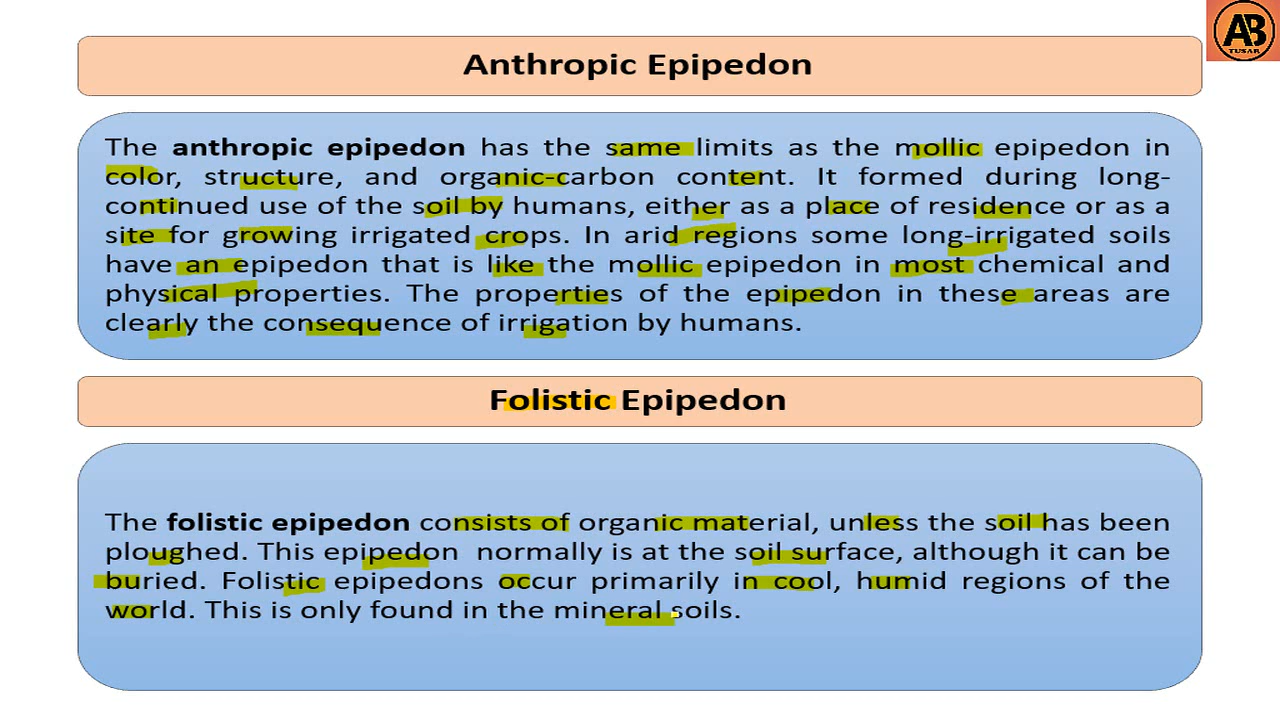 AB
TUSAR
Anthropic Epipedon
The anthropic epipedon has the same limits as the mollic epipedon in
color, structure, and organic-carbon content. It formed during long-
continued use of the soil by humans, either as a place of residence or as a
site for growing irrigated crops. In arid regions some long-irrigated soils
have an epipedon that is like the mollic epipedon in most chemical and
physical properties. The properties of the epipedon in these areas are
clearly the consequence of irrigation by humans.
Folistic Epipedon
The folistic epipedon consists of organic material, unless the soil has been
ploughed. This epipedon normally is at the soil surface, although it can be
buried. Folistic epipedons occur primarily in cool, humid regions of the
world. This is only found in the mineral soils.